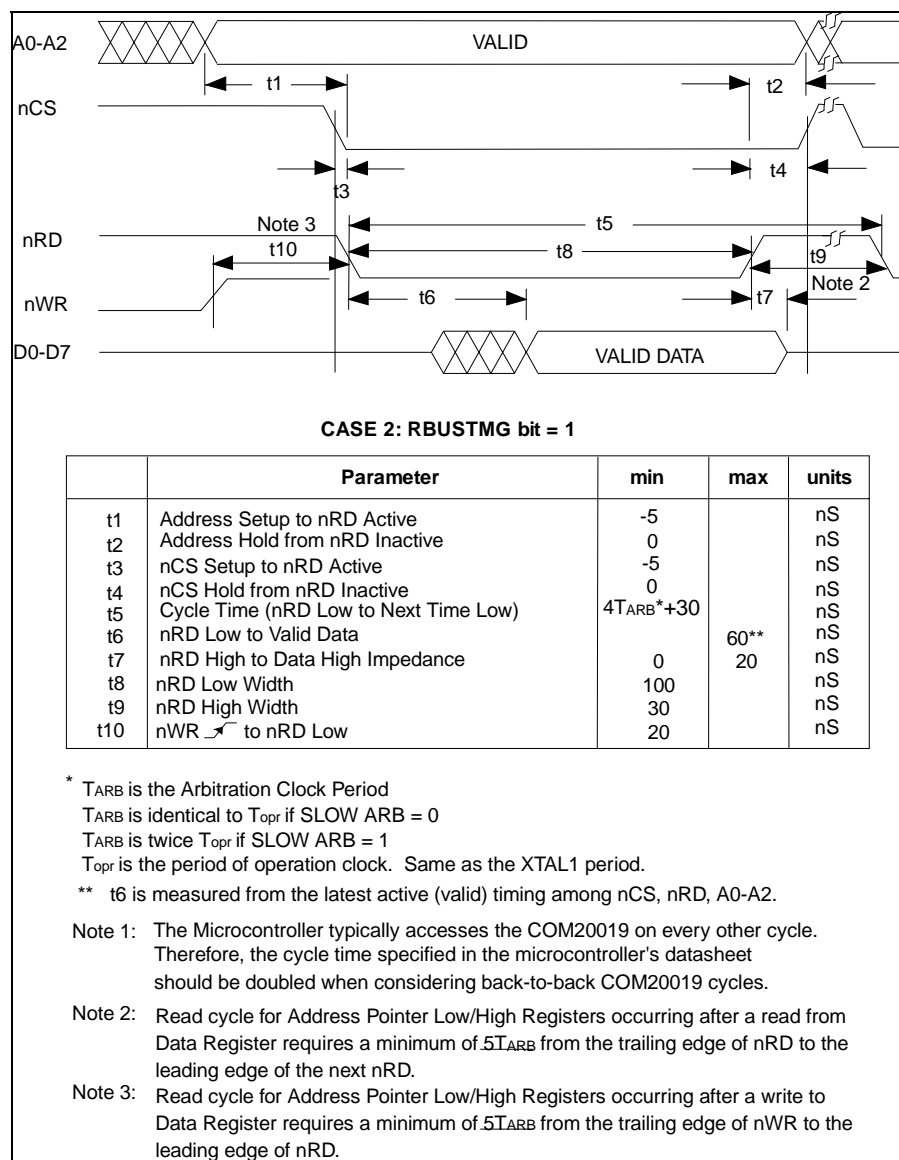 A0-A2
VALID
t1
t2
nCS
t3
t4
nRD
Note 3
t5
t10
t8
t9
nWR
t6
t7
Note 2
D0-D7
VALID DATA
CASE 2: RBUSTMG bit = 1
Parameter min max units
t1 Address Setup to nRD Active -5 nS
t2 Address Hold from nRD Inactive 0 nS
t3 nCS Setup to nRD Active -5 nS
t4 nCS Hold from nRD Inactive 0 nS
t5 Cycle Time (nRD Low to Next Time Low) 4TARB*+30 nS
t6 nRD Low to Valid Data 60** nS
t7 nRD High to Data High Impedance 0 20 nS
t8 nRD Low Width 100 nS
t9 nRD High Width 30 nS
t10 nWR to nRD Low 20 nS
* TARB is the Arbitration Clock Period
TARB is identical to Topr if SLOW ARB = 0
TARB is twice Topr if SLOW ARB = 1
Topr is the period of operation clock. Same as the XTAL1 period.
** t6 is measured from the latest active (valid) timing among nCS, nRD, A0-A2.
Note 1: The Microcontroller typically accesses the COM20019 on every other cycle.
Therefore, the cycle time specified in the microcontroller's datasheet
should be doubled when considering back-to-back COM20019 cycles.
Note 2: Read cycle for Address Pointer Low/High Registers occurring after a read from
Data Register requires a minimum of 5TARB from the trailing edge of nRD to the
leading edge of the next nRD.
Note 3: Read cycle for Address Pointer Low/High Registers occurring after a write to
Data Register requires a minimum of 5TARB from the trailing edge of nWR to the
leading edge of nRD.